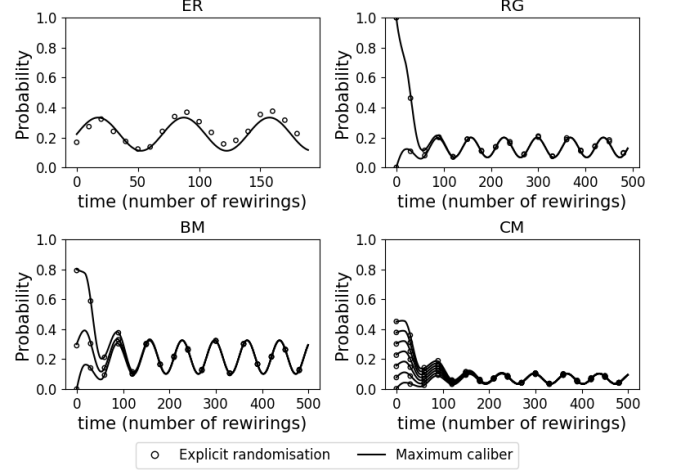 ER
1.0
0.8
0.6
0.4
0.2
0.0
Probability
0 50 100 150
time (number of rewirings)
RG
1.0
0.8
0.6
0.4
0.2
0.0
Probability
0 100 200 300 400 500
time (number of rewirings)
BM
1.0
0.8
0.6
0.4
0.2
0.0
Probability
0 100 200 300 400 500
time (number of rewirings)
CM
1.0
0.8
0.6
0.4
0.2
0.0
Probability
0 100 200 300 400 500
time (number of rewirings)
Explicit randomisation
Maximum caliber